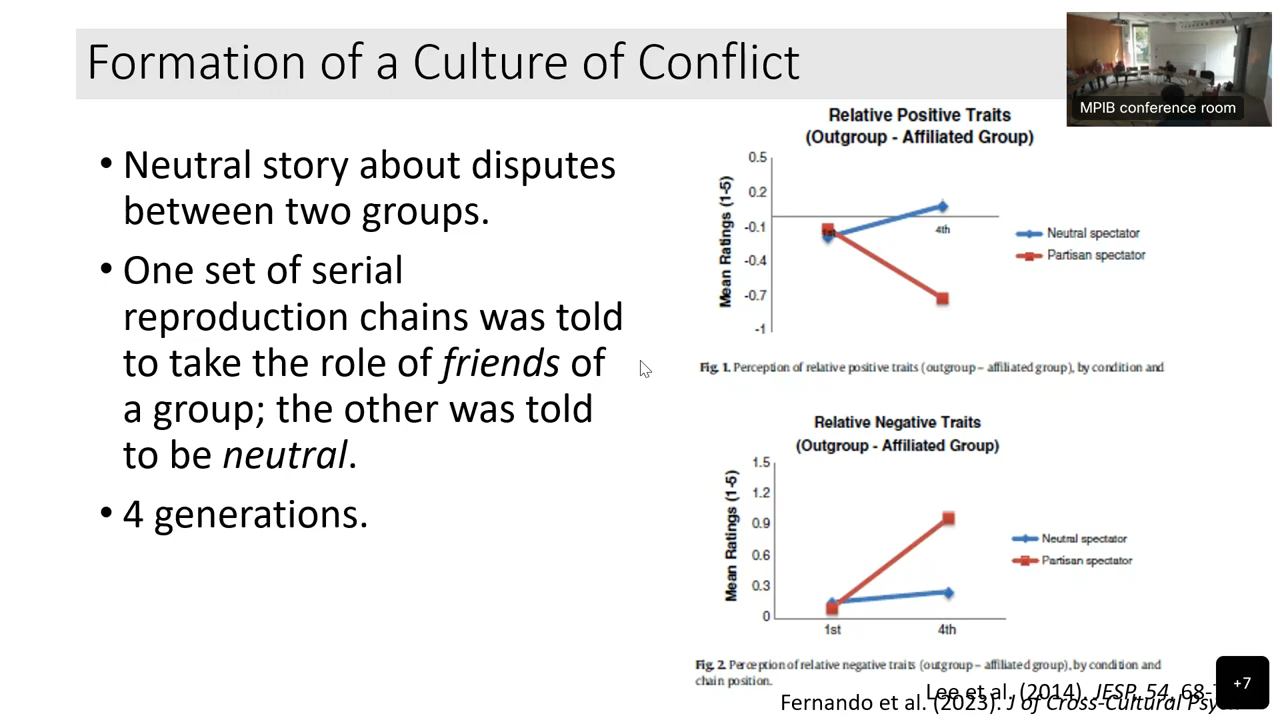 Formation of a Culture of Conflict
MPIB conference room
• Neutral story about disputes
between two groups.
• One set of serial
reproduction chains was told
to take the role of friends of
a group; the other was told
to be neutral.
• 4 generations.
Relative Positive Traits
(Outgroup - Affiliated Group)
Mean Ratings (1-5)
0.5
0.2
-0.1
-0.4
-0.7
-1
1st
4th
Neutral spectator
Partisan spectator
Fig. 1. Perception of relative positive traits (outgroup – affiliated group), by condition and
Relative Negative Traits
(Outgroup - Affiliated Group)
Mean Ratings (1-5)
1.5
1.2
0.9
0.6
0.3
0
1st
4th
Neutral spectator
Partisan spectator
Fig. 2. Perception of relative negative traits (outgroup – affiliated group), by condition and
chain position.
Lee et al. (2014). JESP, 54, 68-
Fernando et al. (2023). J of Cross-Cultural
+7